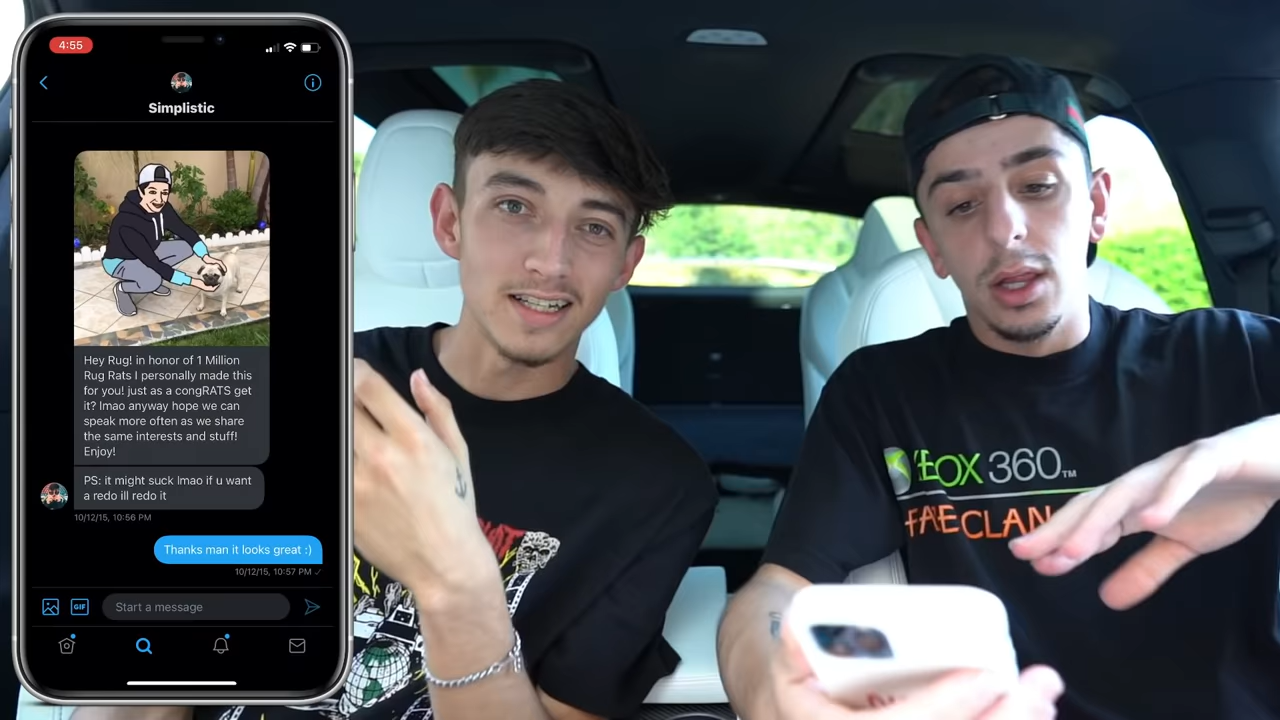 4:55
Simplistic
Hey Rug! in honor of 1 Million
Rug Rats I personally made this
for you! just as a congRATS get
it? lmao anyway hope we can
speak more often as we share
the same interests and stuff!
Enjoy!
PS: it might suck lmao if u want
a redo ill redo it
10/12/15, 10:56 PM
Thanks man it looks great :)
10/12/15, 10:57 PM
GIF
Start a message
XBOX 360™
FAZECLAN